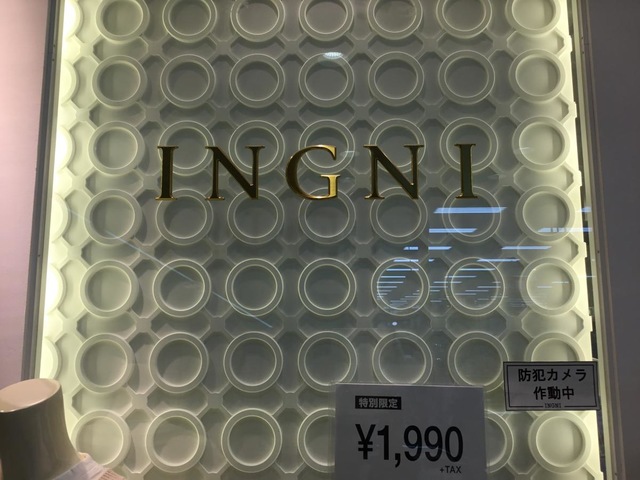 INGNI
防犯カメラ
作動中
特別限定
¥1,990
+TAX